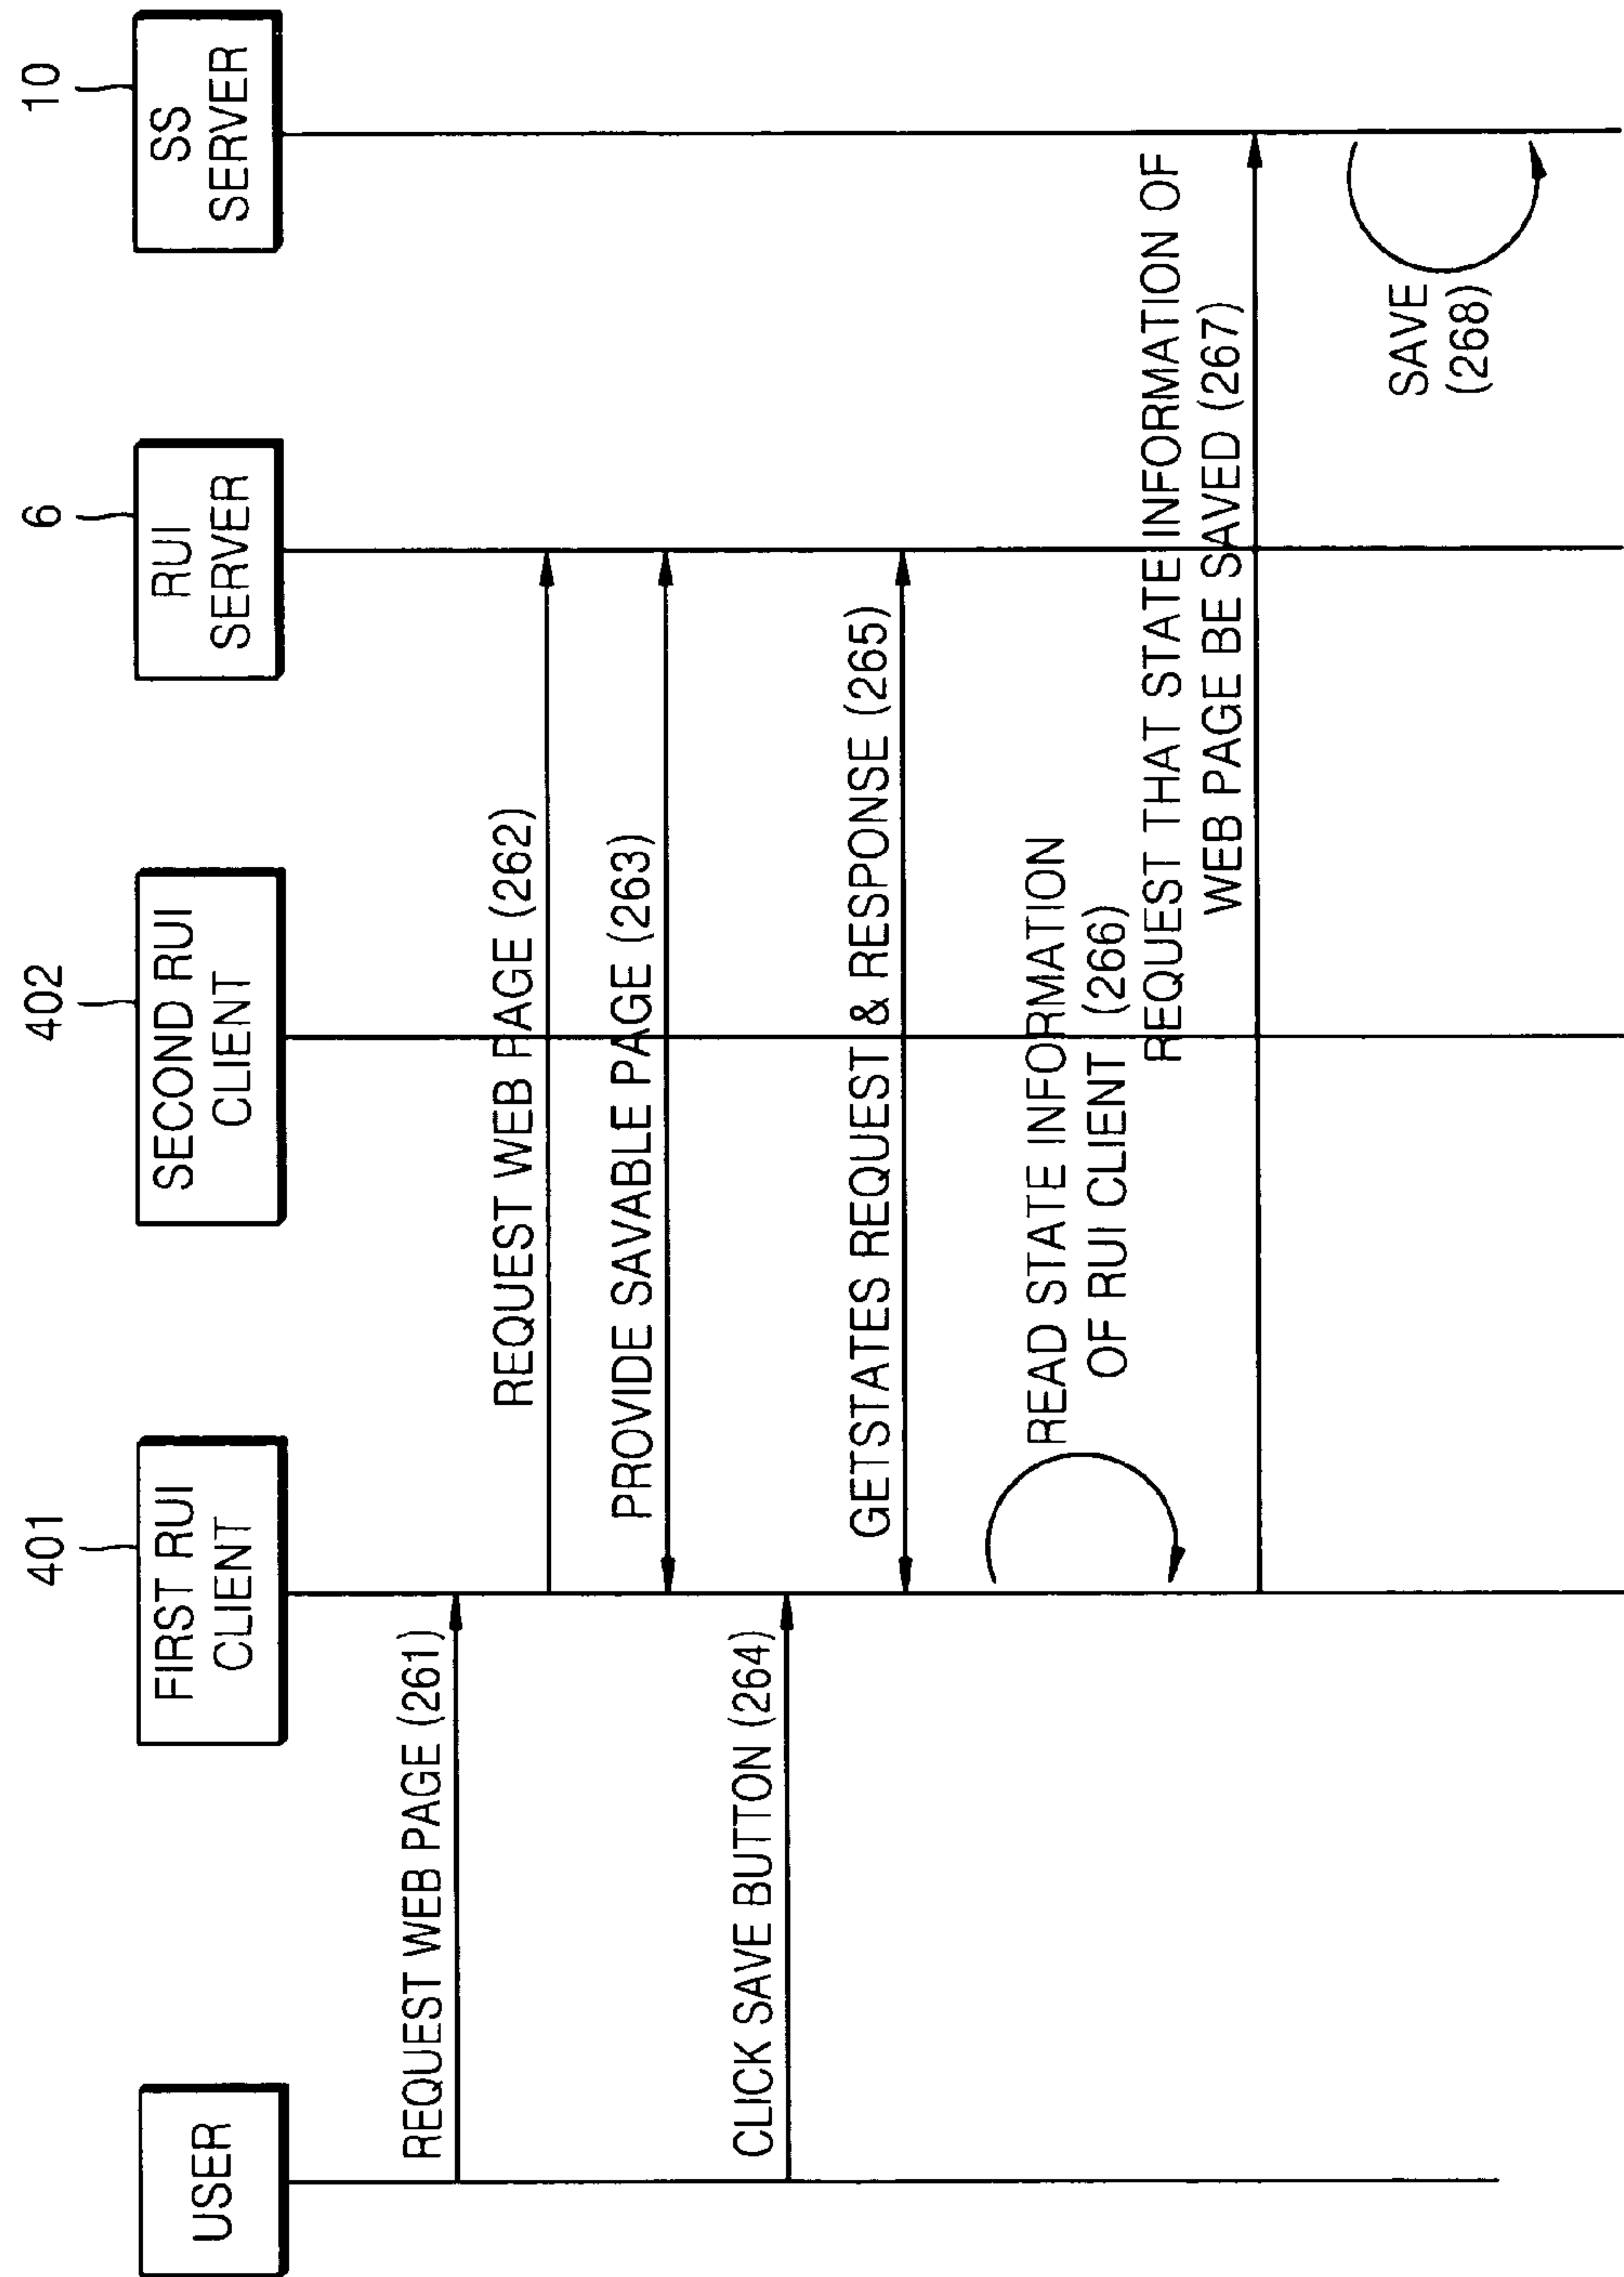 USER
401
FIRST RUI
CLIENT
402
SECOND RUI
CLIENT
6
RUI
SERVER
10
SS
SERVER
REQUEST WEB PAGE (261)
REQUEST WEB PAGE (262)
PROVIDE SAVABLE PAGE (263)
CLICK SAVE BUTTON (264)
GETSTATES REQUEST & RESPONSE (265)
READ STATE INFORMATION
OF RUI CLIENT (266)
REQUEST THAT STATE INFORMATION OF
WEB PAGE BE SAVED (267)
SAVE
(268)